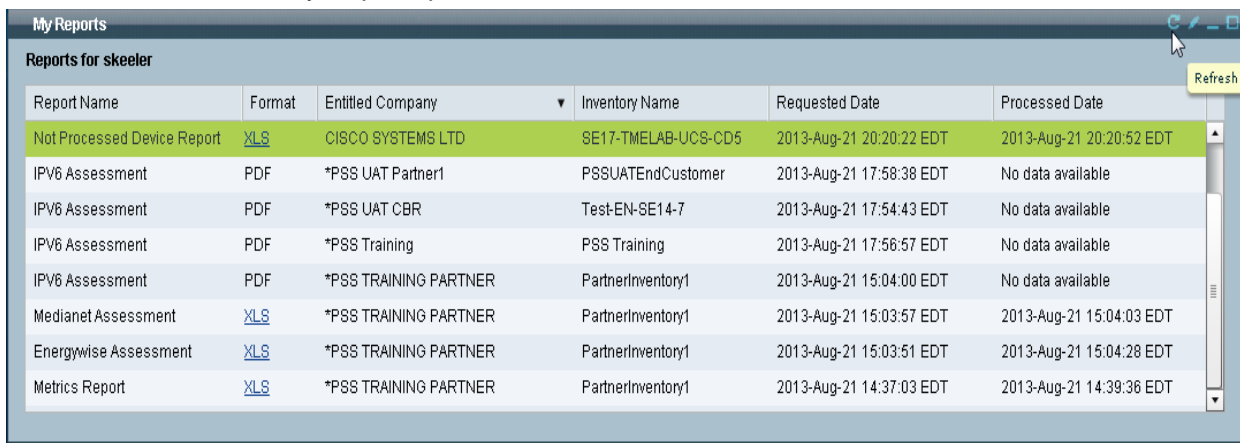 My Reports
Reports for skeeler
Refresh
Report Name Format Entitled Company Inventory Name Requested Date Processed Date
Not Processed Device Report XLS CISCO SYSTEMS LTD SE17-TMELAB-UCS-CD5 2013-Aug-21 20:20:22 EDT 2013-Aug-21 20:20:52 EDT
IPV6 Assessment PDF *PSS UAT Partner1 PSSUATEndCustomer 2013-Aug-21 17:58:38 EDT No data available
IPV6 Assessment PDF *PSS UAT CBR Test-EN-SE14-7 2013-Aug-21 17:54:43 EDT No data available
IPV6 Assessment PDF *PSS Training PSS Training 2013-Aug-21 17:56:57 EDT No data available
IPV6 Assessment PDF *PSS TRAINING PARTNER PartnerInventory1 2013-Aug-21 15:04:00 EDT No data available
Medianet Assessment XLS *PSS TRAINING PARTNER PartnerInventory1 2013-Aug-21 15:03:57 EDT 2013-Aug-21 15:04:03 EDT
Energywise Assessment XLS *PSS TRAINING PARTNER PartnerInventory1 2013-Aug-21 15:03:51 EDT 2013-Aug-21 15:04:28 EDT
Metrics Report XLS *PSS TRAINING PARTNER PartnerInventory1 2013-Aug-21 14:37:03 EDT 2013-Aug-21 14:39:36 EDT